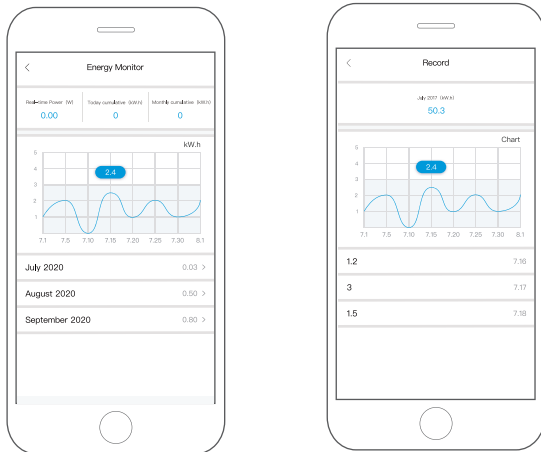 Energy Monitor
Real-time Power (W) Today cumulative (kW.h) Monthly cumulative (kW.h)
0.00 0 0
kW.h
5
4
2.4
3
2
1
7.1 7.5 7.10 7.15 7.20 7.25 7.30 8.1
July 2020 0.03 >
August 2020 0.50 >
September 2020 0.80 >
Record
July 2017 (kW.h)
50.3
Chart
5
4
2.4
3
2
1
7.1 7.5 7.10 7.15 7.20 7.25 7.30 8.1
1.2 7.16
3 7.17
1.5 7.18